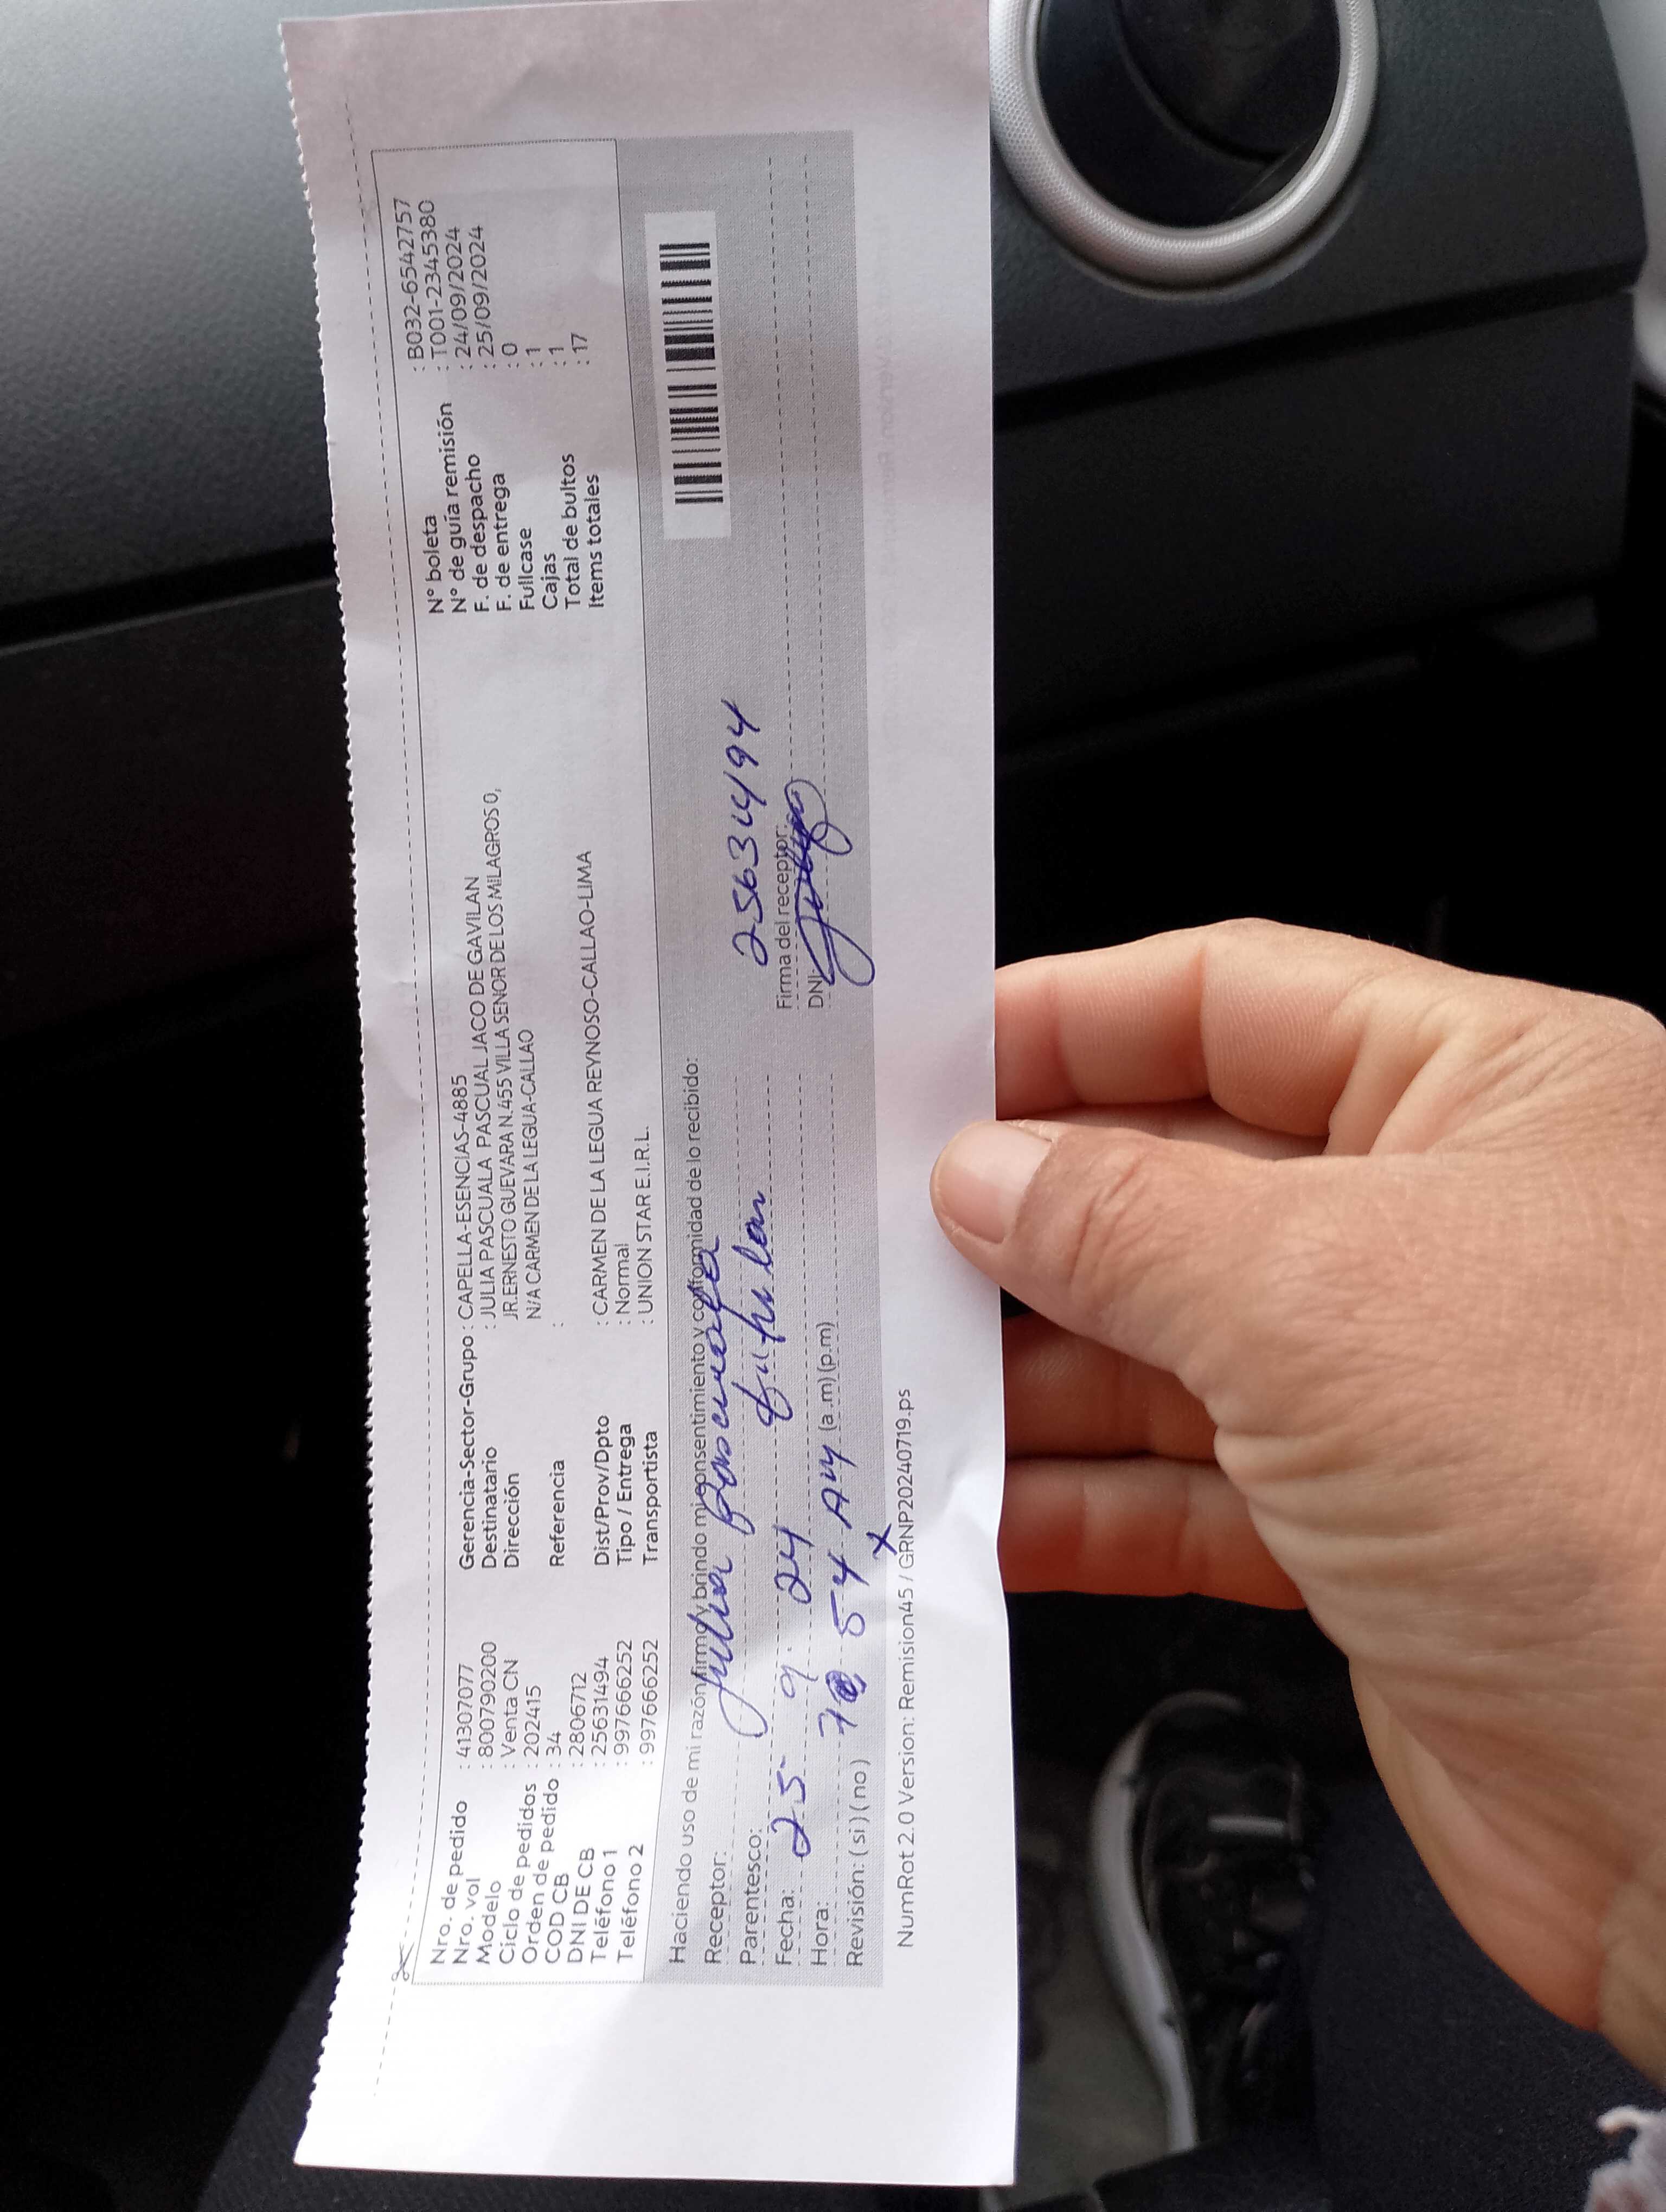 Nro. de pedido : 41307077
Nro. vol : 8007902​00
Modelo : Venta CN
Ciclo de pedidos : 202415
Orden de pedido : 34
COD CB : 2806712
DNI DE CB : 25631494
Teléfono 1 : 997666252
Teléfono 2 : 997666252
Gerencia-Sector-Grupo : CAPELLA-ESENCIAS-4885
Destinatario : JULIA PASCUALA PASCUAL JACO DE GAVILAN
Dirección JR.ERNESTO GUEVARA N.455 VILLA SENOR DE LOS MILAGROS 0,
N/A CARMEN DE LA LEGUA-CALLAO
Referencia :
Dist/Prov/Dpto : CARMEN DE LA LEGUA REYNOSO-CALLAO-LIMA
Tipo / Entrega : Normal
Transportista : UNION STAR E.I.R.L.
N° boleta : B032-65442757
N° de guía remisión : T001-2345380
F. de despacho : 24/09/2024
F. de entrega : 25/09/2024
Fullcase : 0
Cajas : 1
Total de bultos : 1
Items totales : 17
Haciendo uso de mi razón firmo y brindo mi consentimiento y conformidad de lo recibido:
Receptor: Julia Pascuala
Parentesco:
Fecha: 25 9 24
Hora: 54 AM (a.m) (p.m)
Revisión: ( si ) ( no )
25631494
Firma del receptor:
DNI:
NumRot 2.0 Version: Remision45 / GRNP20240719.ps